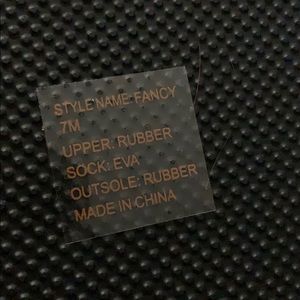 STYLE NAME: FANCY
7M
UPPER: RUBBER
SOCK: EVA
OUTSOLE: RUBBER
MADE IN CHINA